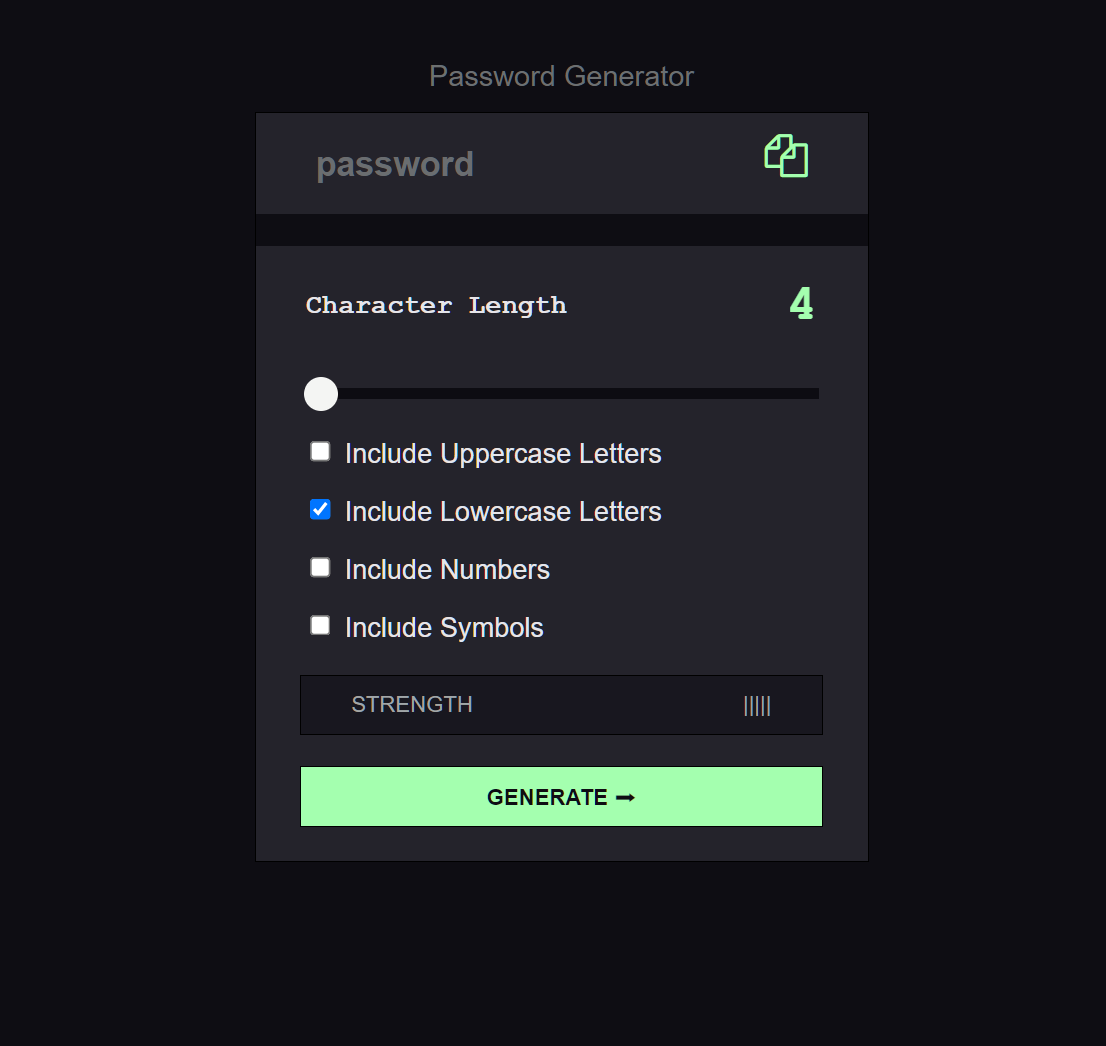 Password Generator
password
Character Length 4
Include Uppercase Letters
Include Lowercase Letters
Include Numbers
Include Symbols
STRENGTH |||||
GENERATE ➞